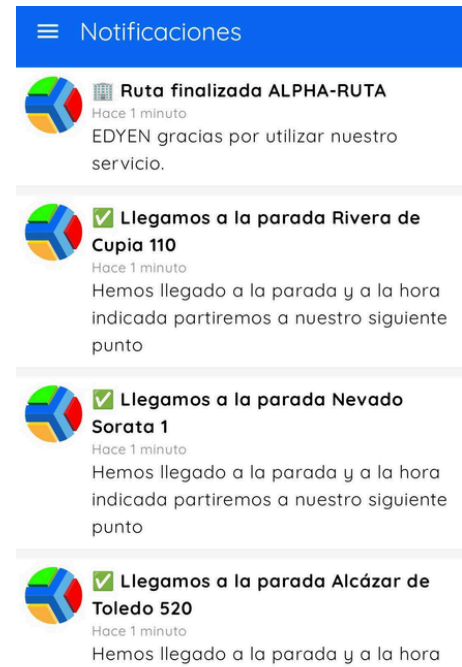 Notificaciones
🏢 Ruta finalizada ALPHA-RUTA
Hace 1 minuto
EDYEN gracias por utilizar nuestro
servicio.
✅ Llegamos a la parada Rivera de
Cupia 110
Hace 1 minuto
Hemos llegado a la parada y a la hora
indicada partiremos a nuestro siguiente
punto
✅ Llegamos a la parada Nevado
Sorata 1
Hace 1 minuto
Hemos llegado a la parada y a la hora
indicada partiremos a nuestro siguiente
punto
✅ Llegamos a la parada Alcázar de
Toledo 520
Hace 1 minuto
Hemos llegado a la parada y a la hora